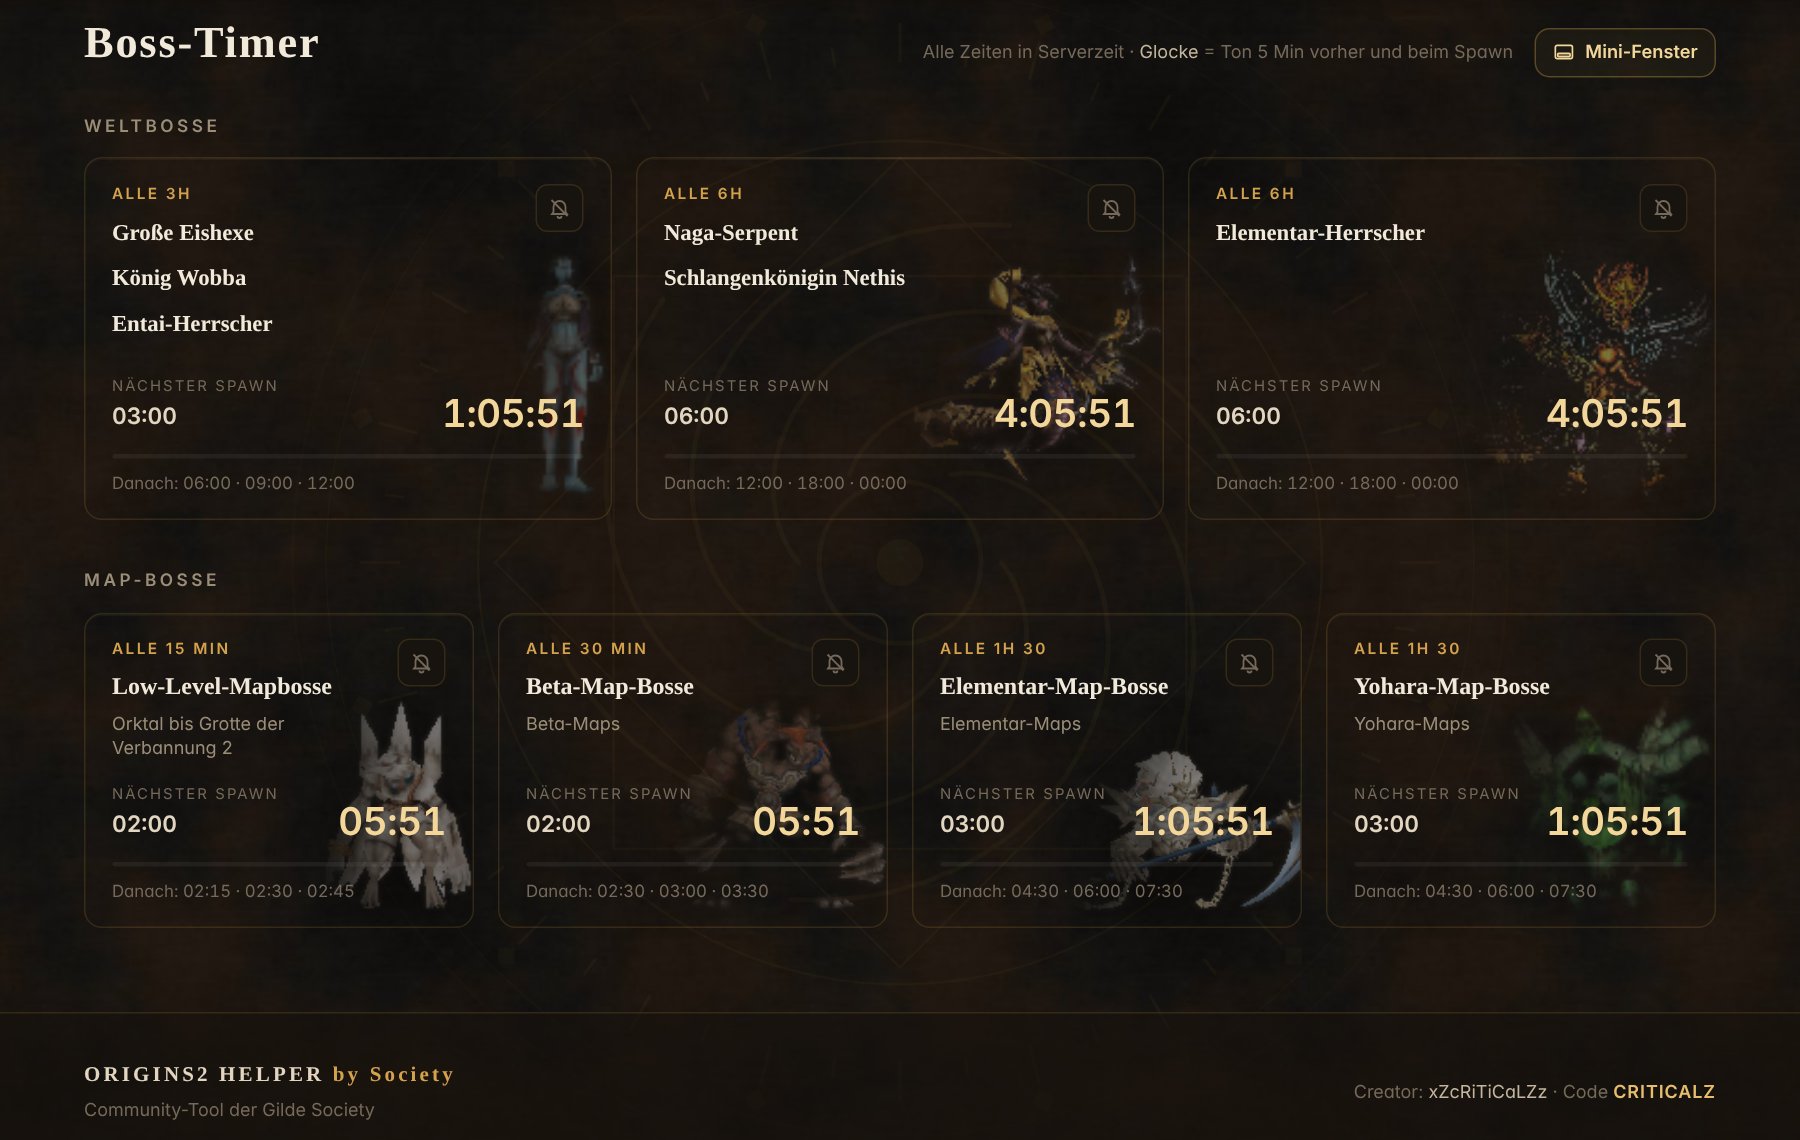 Boss-Timer
Alle Zeiten in Serverzeit · Glocke = Ton 5 Min vorher und beim Spawn
Mini-Fenster
WELTBOSSE
ALLE 3H
Große Eishexe
König Wobba
Entai-Herrscher
NÄCHSTER SPAWN
03:00
1:05:51
Danach: 06:00 · 09:00 · 12:00
ALLE 6H
Naga-Serpent
Schlangenkönigin Nethis
NÄCHSTER SPAWN
06:00
4:05:51
Danach: 12:00 · 18:00 · 00:00
ALLE 6H
Elementar-Herrscher
NÄCHSTER SPAWN
06:00
4:05:51
Danach: 12:00 · 18:00 · 00:00
MAP-BOSSE
ALLE 15 MIN
Low-Level-Mapbosse
Orktal bis Grotte der
Verbannung 2
NÄCHSTER SPAWN
02:00
05:51
Danach: 02:15 · 02:30 · 02:45
ALLE 30 MIN
Beta-Map-Bosse
Beta-Maps
NÄCHSTER SPAWN
02:00
05:51
Danach: 02:30 · 03:00 · 03:30
ALLE 1H 30
Elementar-Map-Bosse
Elementar-Maps
NÄCHSTER SPAWN
03:00
1:05:51
Danach: 04:30 · 06:00 · 07:30
ALLE 1H 30
Yohara-Map-Bosse
Yohara-Maps
NÄCHSTER SPAWN
03:00
1:05:51
Danach: 04:30 · 06:00 · 07:30
ORIGINS2 HELPER by Society
Community-Tool der Gilde Society
Creator: xZcRiTiCaLZz · Code CRITICALZ